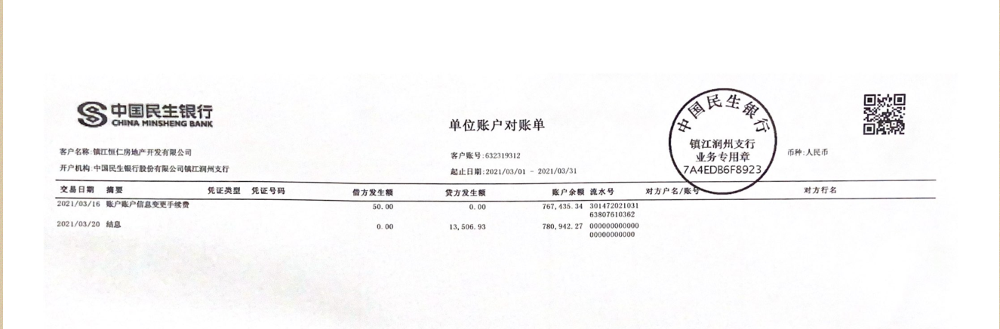 中国民生银行
CHINA MINSHENG BANK
单位账户对账单
中国民生银行
镇江润州支行
业务专用章
7A4EDB6F8923
客户名称:镇江恒仁房地产开发有限公司
客户账号:632319312
币种:人民币
开户机构:中国民生银行股份有限公司镇江润州支行
起止日期:2021/03/01 - 2021/03/31
交易日期 摘要 凭证类型 凭证号码 借方发生额 贷方发生额 账户余额 流水号 对方户名/账号 对方行名
2021/03/16 账户账户信息变更手续费 50.00 0.00 767,435.34 301472021031
63807610362
2021/03/20 结息 0.00 13,506.93 780,942.27 000000000000
00000000000